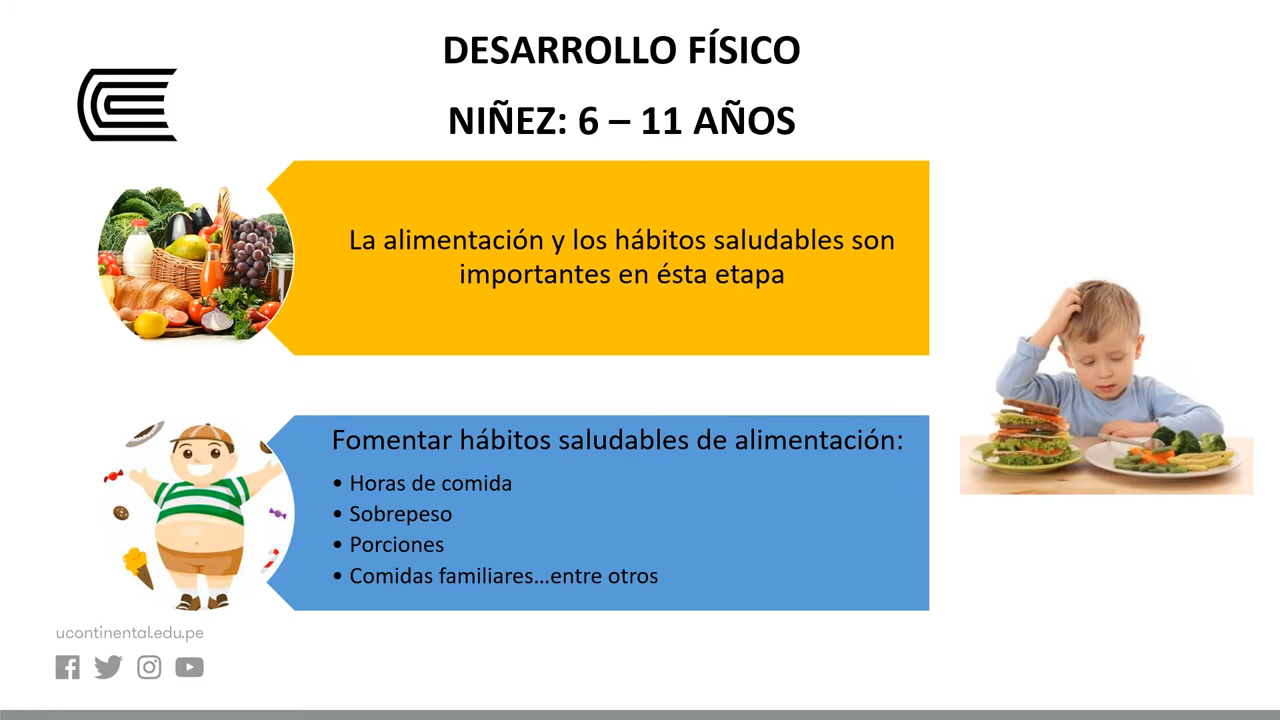 DESARROLLO FÍSICO
NIÑEZ: 6 – 11 AÑOS
La alimentación y los hábitos saludables son
importantes en ésta etapa
Fomentar hábitos saludables de alimentación:
• Horas de comida
• Sobrepeso
• Porciones
• Comidas familiares...entre otros
ucontinental.edu.pe